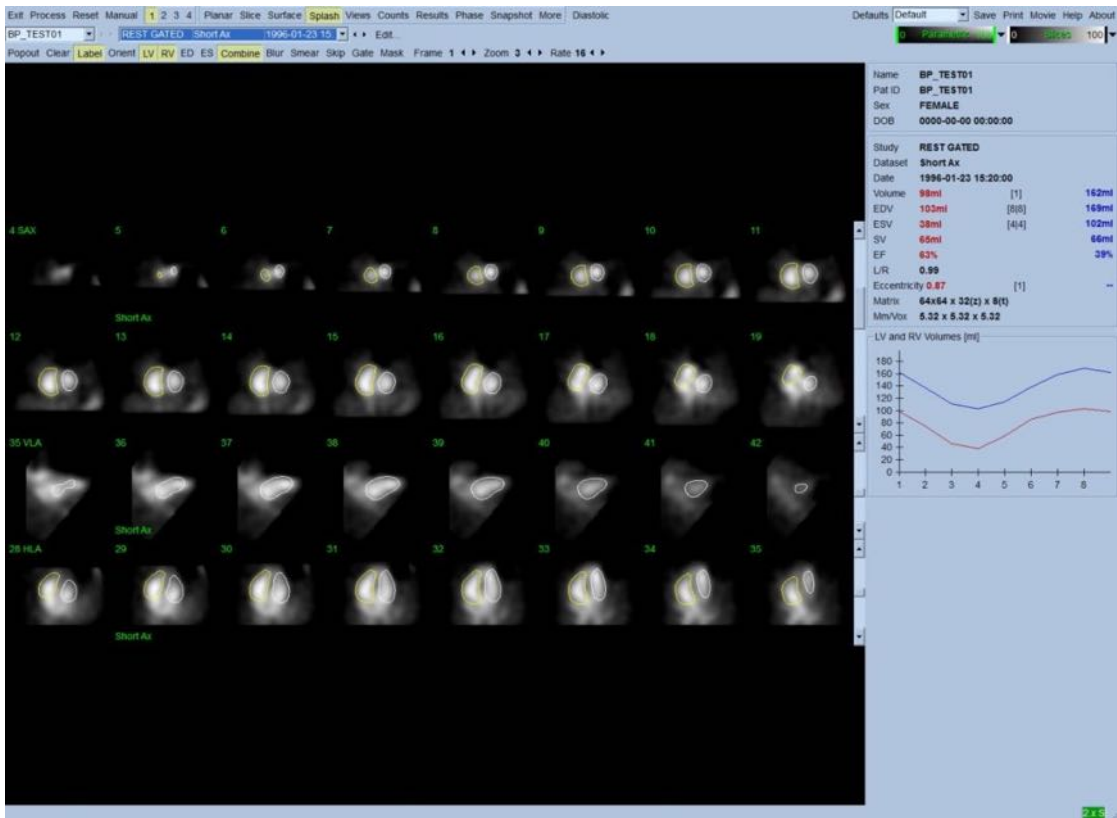 Exit Process Reset Manual 1 2 3 4 Planar Slice Surface Splash Views Counts Results Phase Snapshot More Diastolic Defaults Default Save Print Movie Help About
BP_TEST01 REST GATED Short Ax 1996-01-23 15: Edit... 0 Parametric 0 Slices 100
Popout Clear Label Orient LV RV ED ES Combine Blur Smear Skip Gate Mask Frame 1 Zoom 3 Rate 16
Name BP_TEST01
Pat ID BP_TEST01
Sex FEMALE
DOB 0000-00-00 00:00:00
Study REST GATED
Dataset Short Ax
Date 1996-01-23 15:20:00
Volume 98ml [1] 162ml
EDV 103ml [8|8] 169ml
ESV 38ml [4|4] 102ml
SV 65ml 66ml
EF 63% 39%
L/R 0.99
Eccentricity 0.87 [1] --
Matrix 64x64 x 32(z) x 8(t)
Mm/Vox 5.32 x 5.32 x 5.32
LV and RV Volumes [ml]
180
160
140
120
100
80
60
40
20
0
1 2 3 4 5 6 7 8
4 SAX 5 6 7 8 9 10 11
Short Ax
12 13 14 15 16 17 18 19
35 VLA 36 37 38 39 40 41 42
Short Ax
28 HLA 29 30 31 32 33 34 35
Short Ax
2 x S